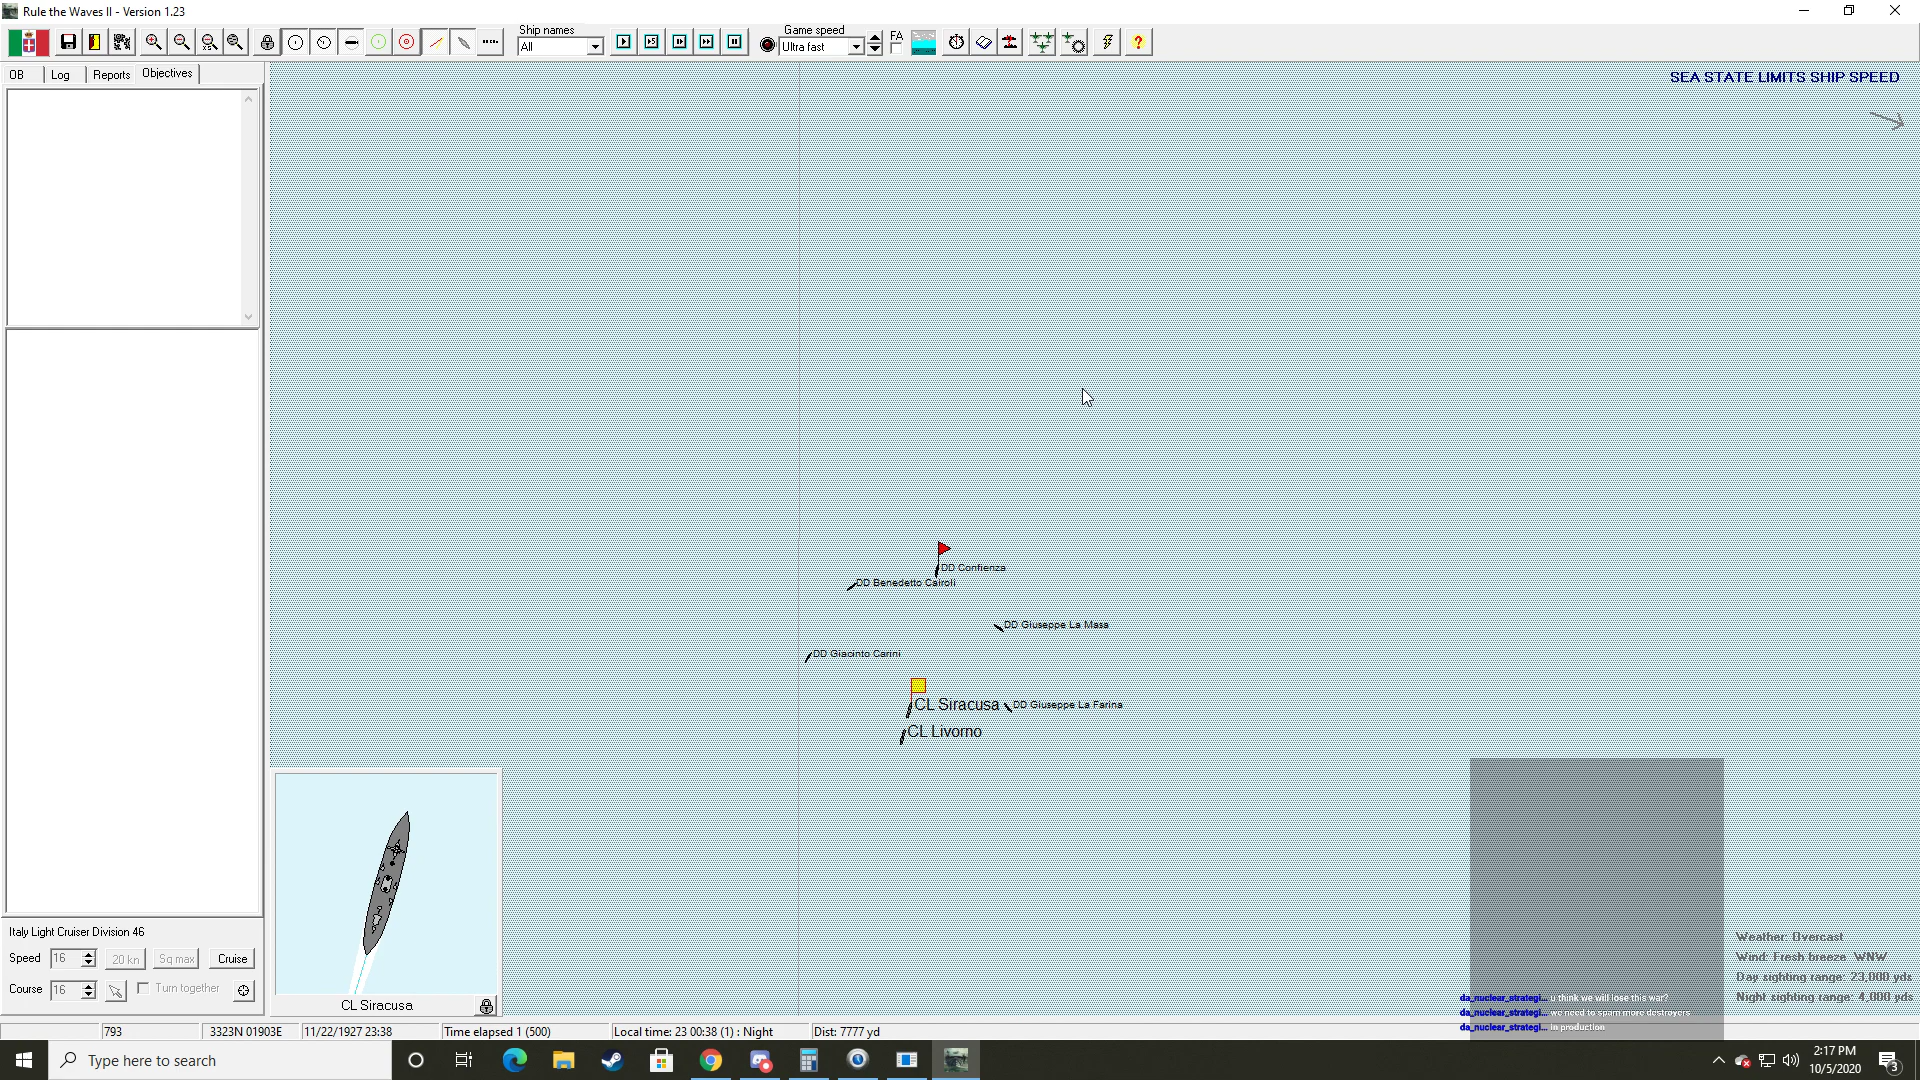 Rule the Waves II - Version 1.23
Ship names
All
Game speed
Ultra fast
FA
OB
Log
Reports
Objectives
SEA STATE LIMITS SHIP SPEED
DD Confienza
DD Benedetto Cairoli
DD Giuseppe La Masa
DD Giacinto Carini
CL Siracusa
DD Giuseppe La Farina
CL Livorno
Italy Light Cruiser Division 46
Speed 16 20 kn Sq max Cruise
Course 16 Turn together
CL Siracusa
Weather: Overcast
Wind: Fresh breeze WNW
Day sighting range: 23,000 yds
Night sighting range: 4,000 yds
da_nuclear_strategi... u think we will lose this war?
da_nuclear_strategi... we need to spam more destroyers
da_nuclear_strategi... in production
793
3323N 01903E
11/22/1927 23:38
Time elapsed 1 (500)
Local time: 23 00:38 (1) : Night
Dist: 7777 yd
Type here to search
2:17 PM
10/5/2020
3